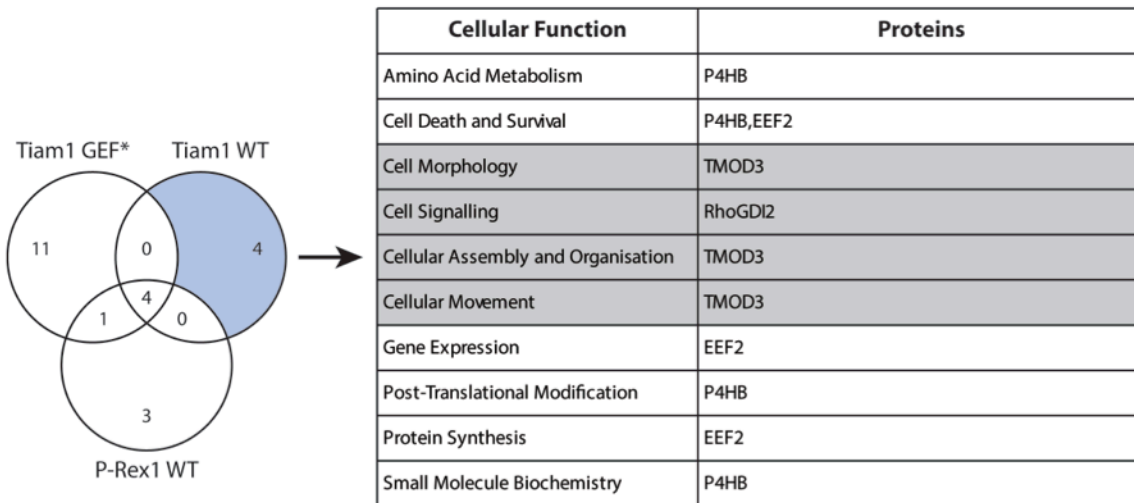 Tiam1 GEF*
Tiam1 WT
11
0
4
4
1
0
3
P-Rex1 WT
Cellular Function Proteins
Amino Acid Metabolism P4HB
Cell Death and Survival P4HB,EEF2
Cell Morphology TMOD3
Cell Signalling RhoGDI2
Cellular Assembly and Organisation TMOD3
Cellular Movement TMOD3
Gene Expression EEF2
Post-Translational Modification P4HB
Protein Synthesis EEF2
Small Molecule Biochemistry P4HB